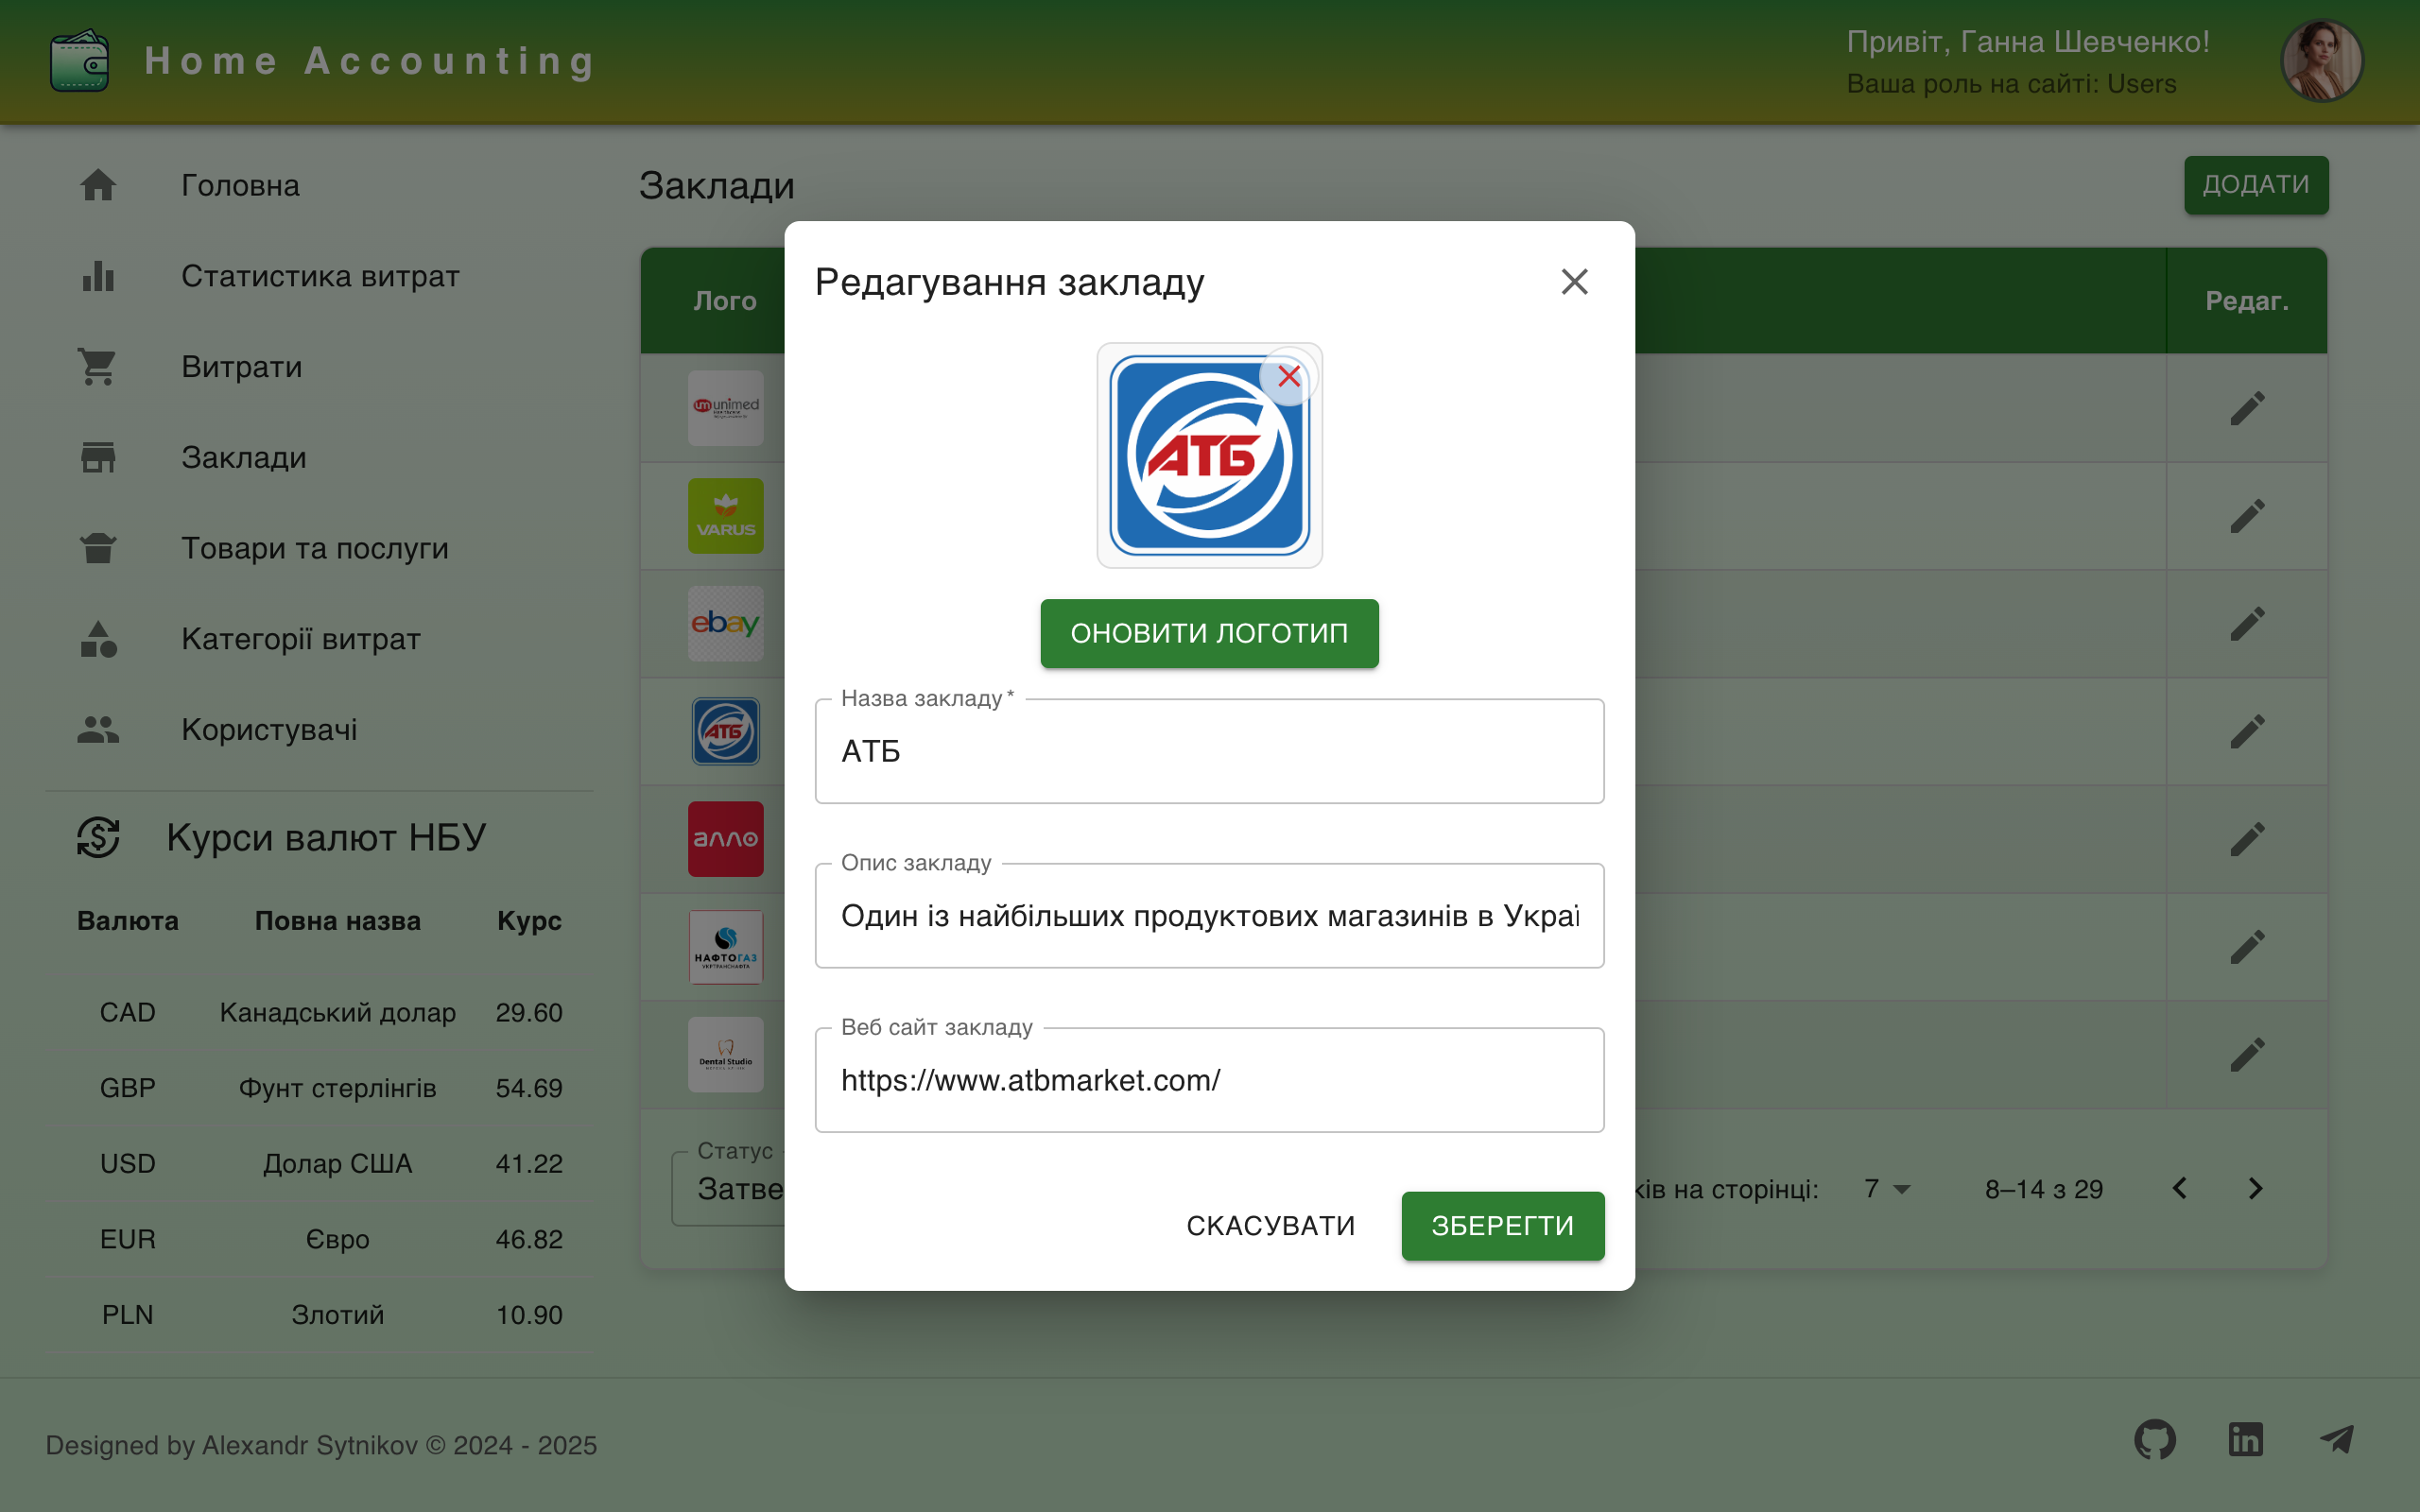 Home Accounting
Привіт, Ганна Шевченко!
Ваша роль на сайті: Users
Головна
Статистика витрат
Витрати
Заклади
Товари та послуги
Категорії витрат
Користувачі
Курси валют НБУ
Валюта Повна назва Курс
CAD Канадський долар 29.60
GBP Фунт стерлінгів 54.69
USD Долар США 41.22
EUR Євро 46.82
PLN Злотий 10.90
Заклади
ДОДАТИ
Лого
Редаг.
unimed
VARUS
ebay
АТБ
алло
НАФТОГАЗ
УКРТРАНСНАФТА
Dental Studio
Статус
Затве
ків на сторінці: 7 8–14 з 29
Редагування закладу
АТБ
ОНОВИТИ ЛОГОТИП
Назва закладу *
АТБ
Опис закладу
Один із найбільших продуктових магазинів в Украї
Веб сайт закладу
https://www.atbmarket.com/
СКАСУВАТИ
ЗБЕРЕГТИ
Designed by Alexandr Sytnikov © 2024 - 2025